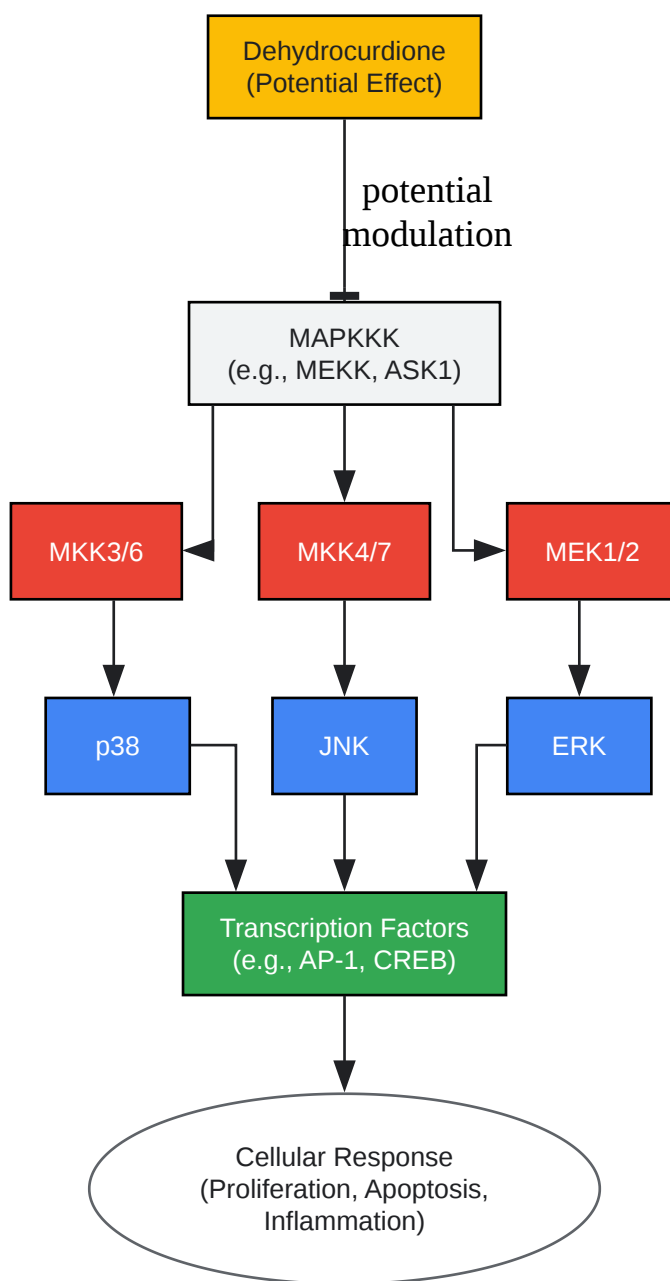 Dehydrocurdione
(Potential Effect)
potential
modulation
MAPKKK
(e.g., MEKK, ASK1)
MKK3/6
MKK4/7
MEK1/2
p38
JNK
ERK
Transcription Factors
(e.g., AP-1, CREB)
Cellular Response
(Proliferation, Apoptosis,
Inflammation)